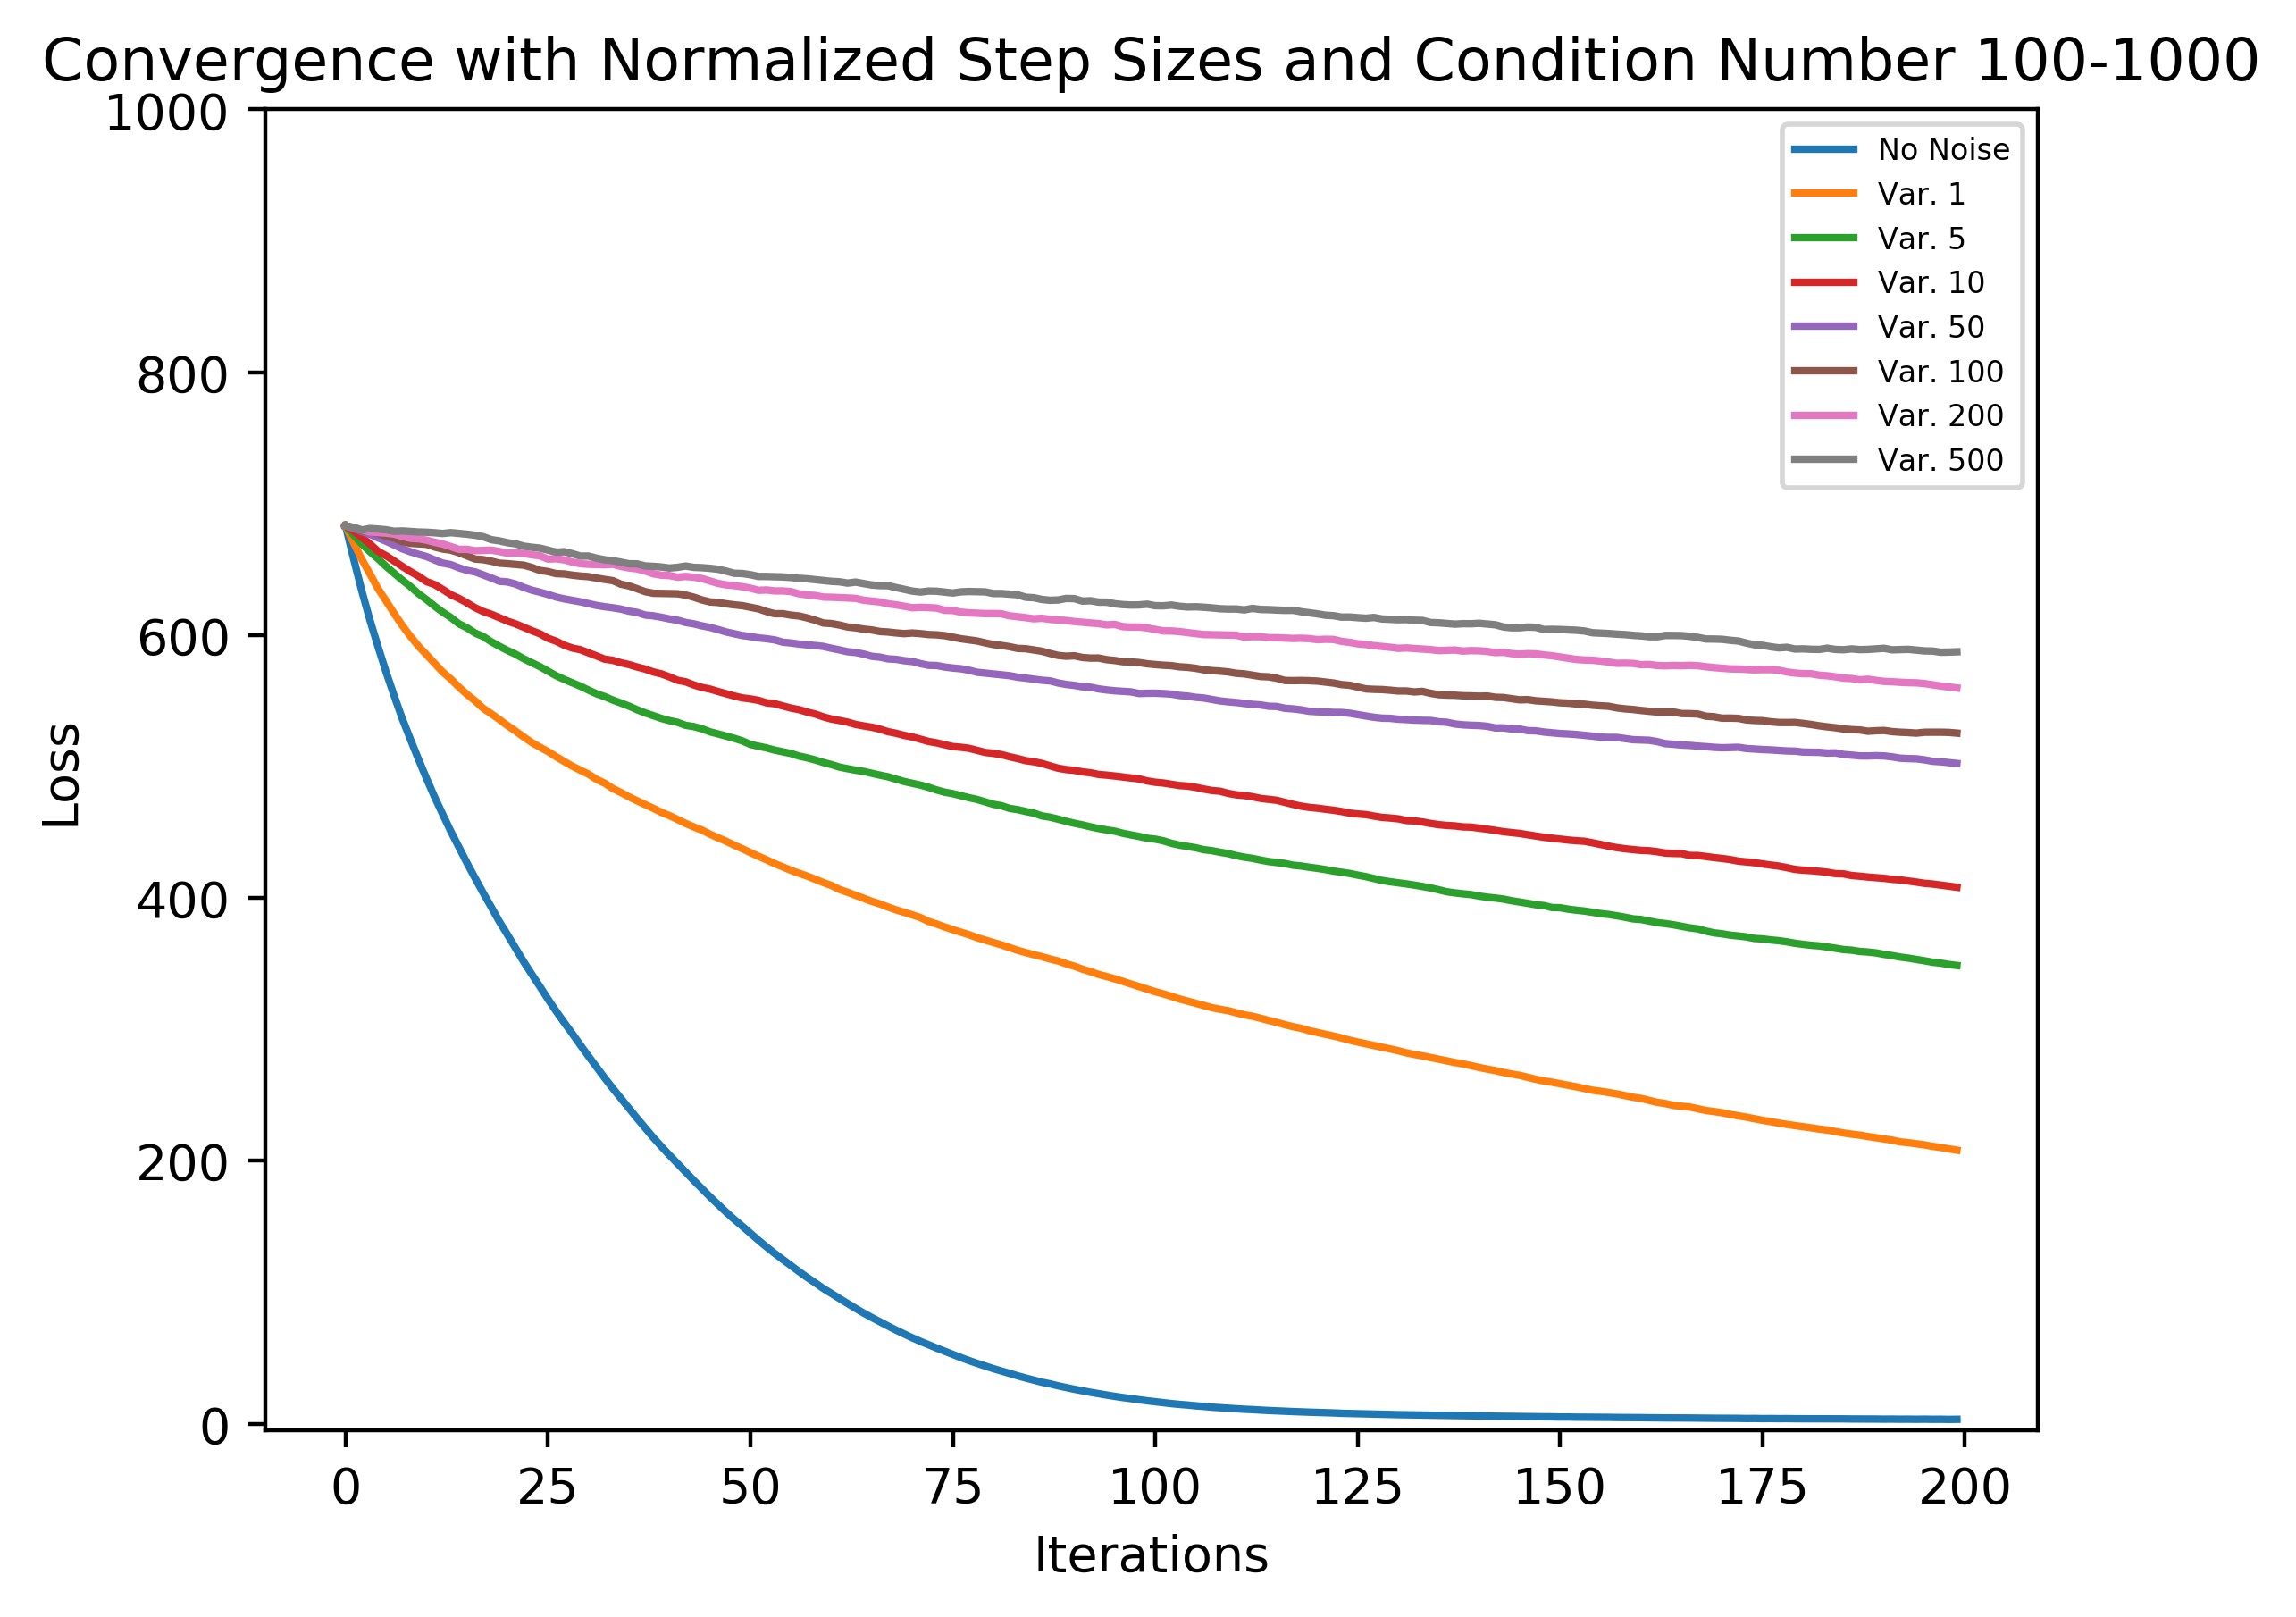 Convergence with Normalized Step Sizes and Condition Number 100-1000
1000
800
600
400
200
0
Loss
No Noise
Var. 1
Var. 5
Var. 10
Var. 50
Var. 100
Var. 200
Var. 500
0 25 50 75 100 125 150 175 200
Iterations